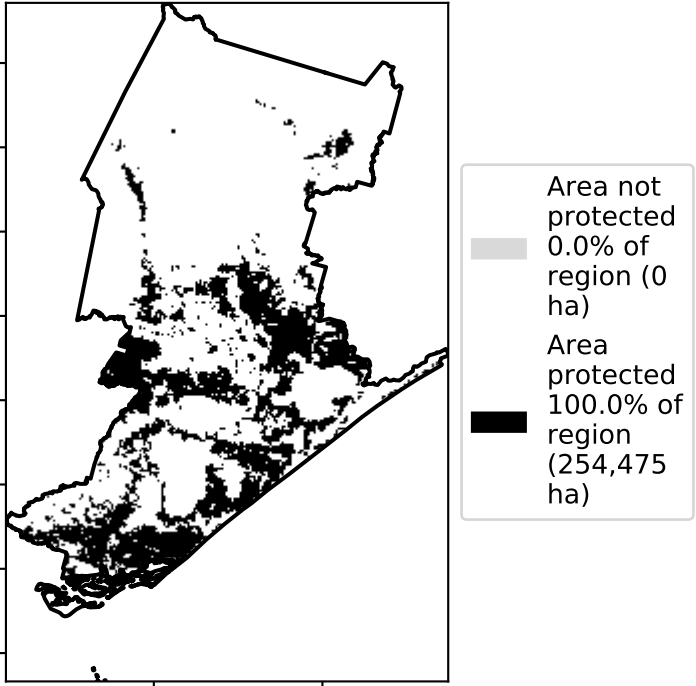 Area not
protected
0.0% of
region (0
ha)
Area
protected
100.0% of
region
(254,475
ha)